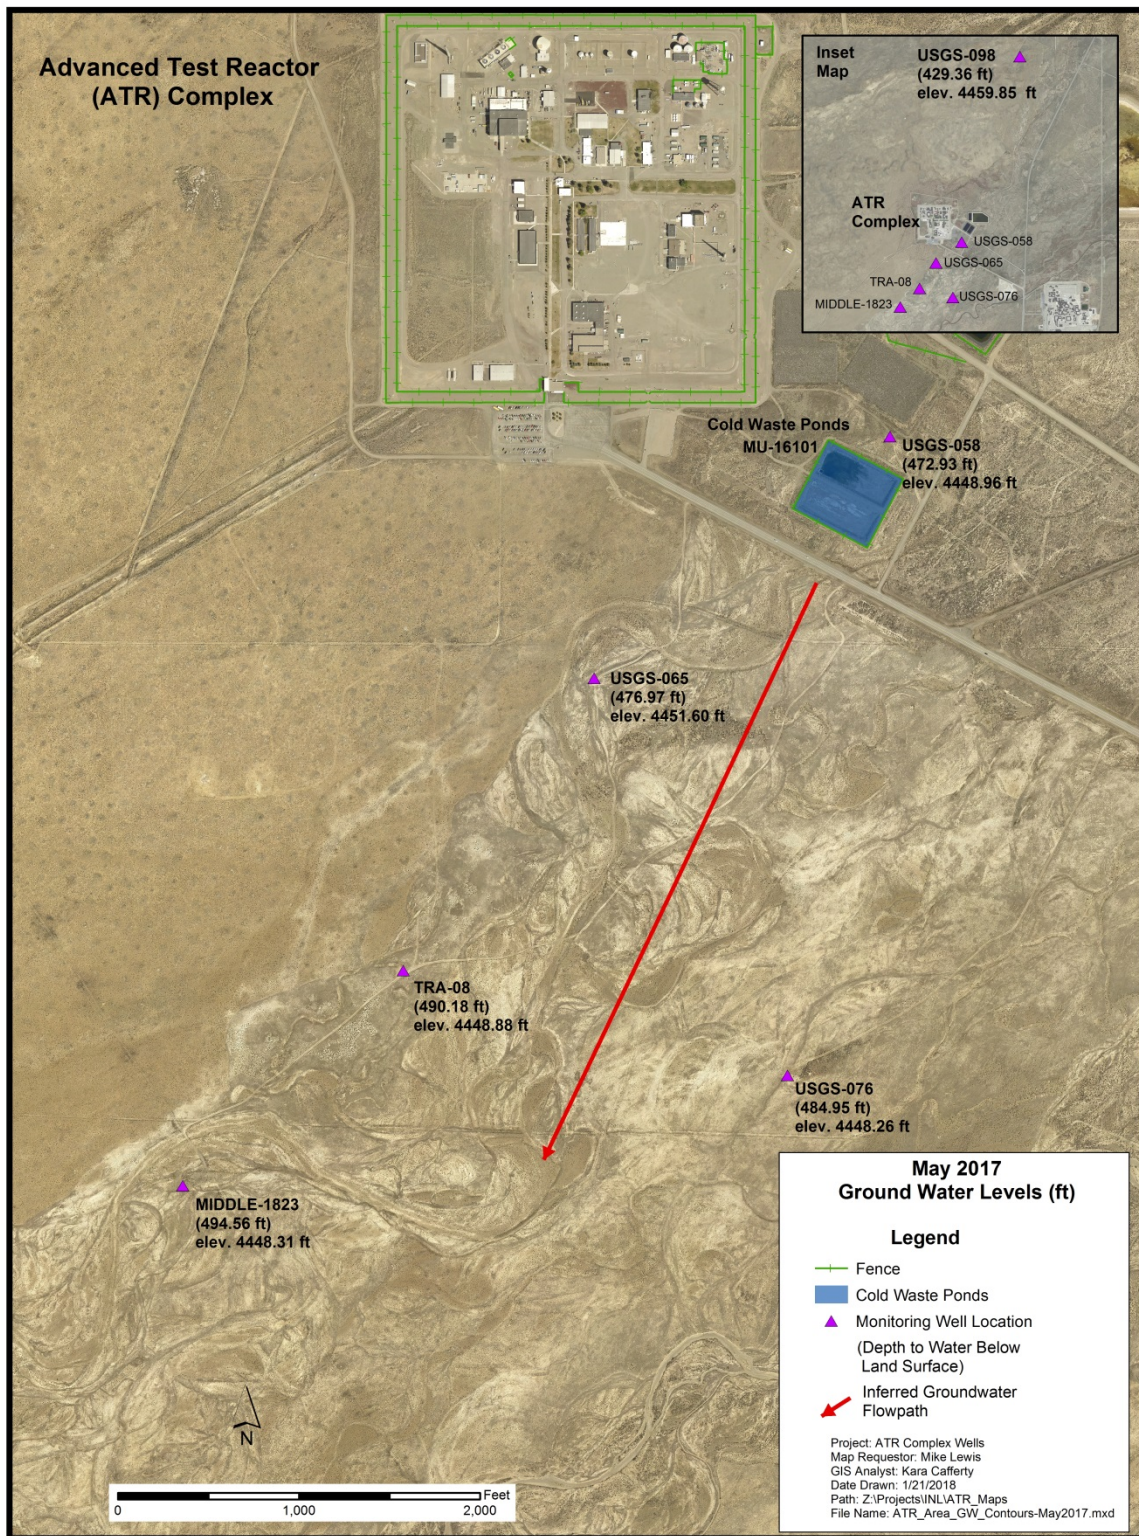 Advanced Test Reactor
(ATR) Complex
Inset
Map
USGS-098
(429.36 ft)
elev. 4459.85 ft
ATR
Complex
USGS-058
USGS-065
TRA-08
USGS-076
MIDDLE-1823
Cold Waste Ponds
MU-16101
USGS-058
(472.93 ft)
elev. 4448.96 ft
USGS-065
(476.97 ft)
elev. 4451.60 ft
TRA-08
(490.18 ft)
elev. 4448.88 ft
USGS-076
(484.95 ft)
elev. 4448.26 ft
MIDDLE-1823
(494.56 ft)
elev. 4448.31 ft
May 2017
Ground Water Levels (ft)
Legend
Fence
Cold Waste Ponds
Monitoring Well Location
(Depth to Water Below
Land Surface)
Inferred Groundwater
Flowpath
Project: ATR Complex Wells
Map Requestor: Mike Lewis
GIS Analyst: Kara Cafferty
Date Drawn: 1/21/2018
Path: Z:\Projects\INL\ATR_Maps
File Name: ATR_Area_GW_Contours-May2017.mxd
N
Feet
0 1,000 2,000